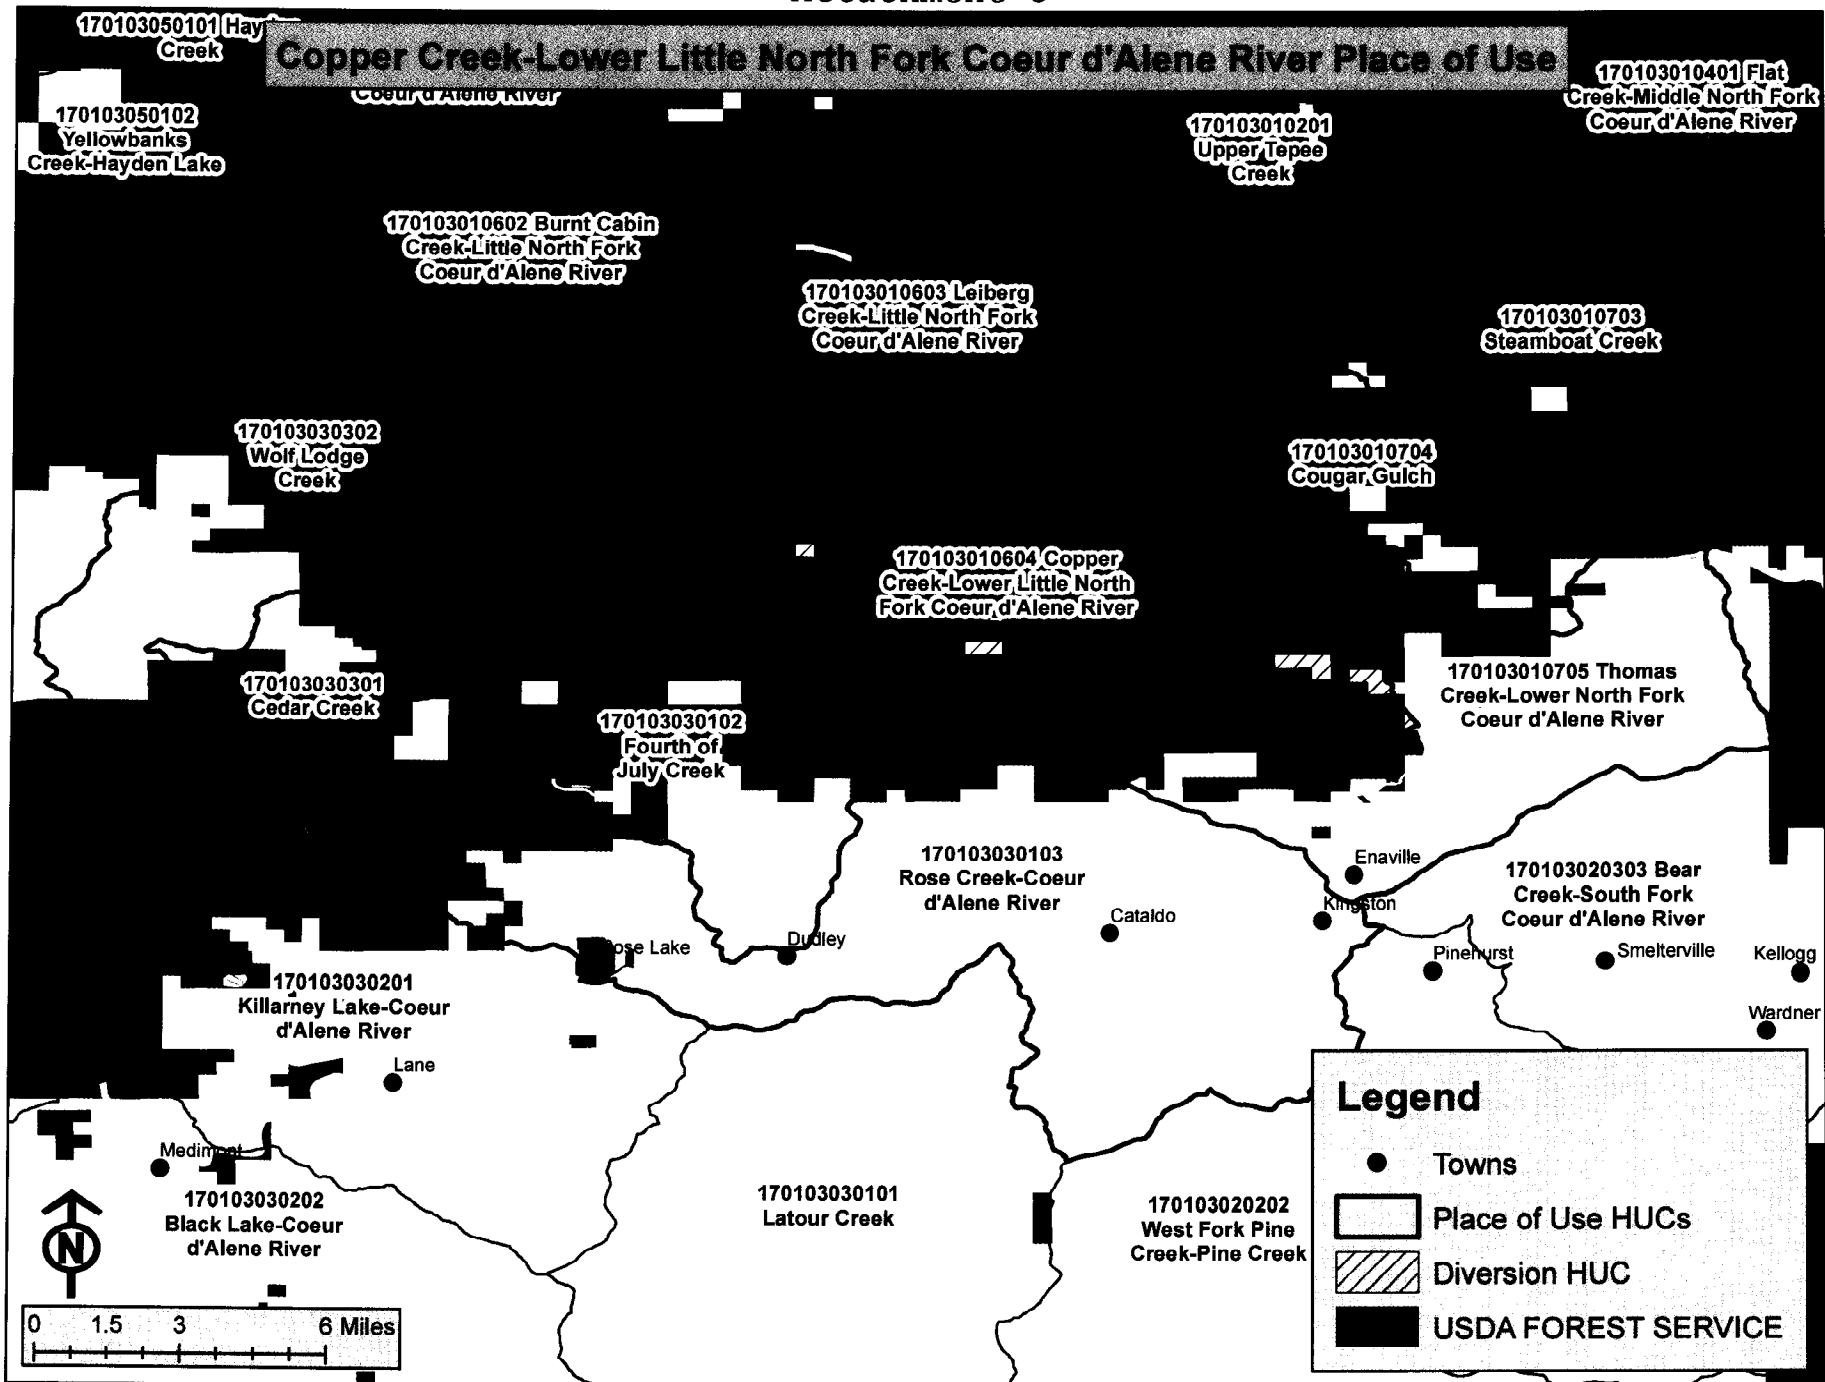 170103050101 Hay
Creek
Copper Creek-Lower Little North Fork Coeur d'Alene River Place of Use
Coeur d'Alene River
170103010401 Flat
Creek-Middle North Fork
Coeur d'Alene River
170103050102
Yellowbanks
Creek-Hayden Lake
170103010201
Upper Tepee
Creek
170103010602 Burnt Cabin
Creek-Little North Fork
Coeur d'Alene River
170103010603 Leiberg
Creek-Little North Fork
Coeur d'Alene River
170103010703
Steamboat Creek
170103030302
Wolf Lodge
Creek
170103010704
Cougar Gulch
170103010604 Copper
Creek-Lower Little North
Fork Coeur d'Alene River
170103030301
Cedar Creek
170103010705 Thomas
Creek-Lower North Fork
Coeur d'Alene River
170103030102
Fourth of
July Creek
170103030103
Rose Creek-Coeur
d'Alene River
Enaville
170103020303 Bear
Creek-South Fork
Coeur d'Alene River
Kingston
Cataldo
Dudley
Rose Lake
Pinehurst
Smelterville
Kellogg
Wardner
170103030201
Killarney Lake-Coeur
d'Alene River
Lane
Medimont
170103030202
Black Lake-Coeur
d'Alene River
170103030101
Latour Creek
170103020202
West Fork Pine
Creek-Pine Creek
N
0 1.5 3 6 Miles
Legend
Towns
Place of Use HUCs
Diversion HUC
USDA FOREST SERVICE